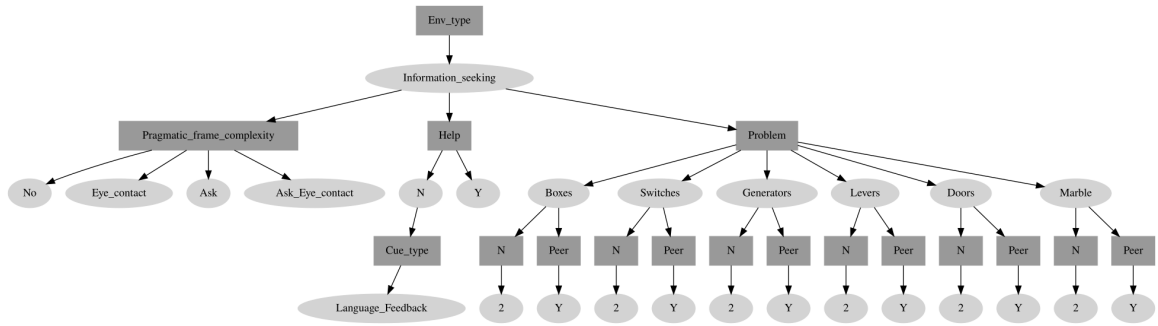 Env_type
Information_seeking
Pragmatic_frame_complexity Help Problem
No Eye_contact Ask Ask_Eye_contact N Y Boxes Switches Generators Levers Doors Marble
Cue_type N Peer N Peer N Peer N Peer N Peer N Peer
Language_Feedback 2 Y 2 Y 2 Y 2 Y 2 Y 2 Y